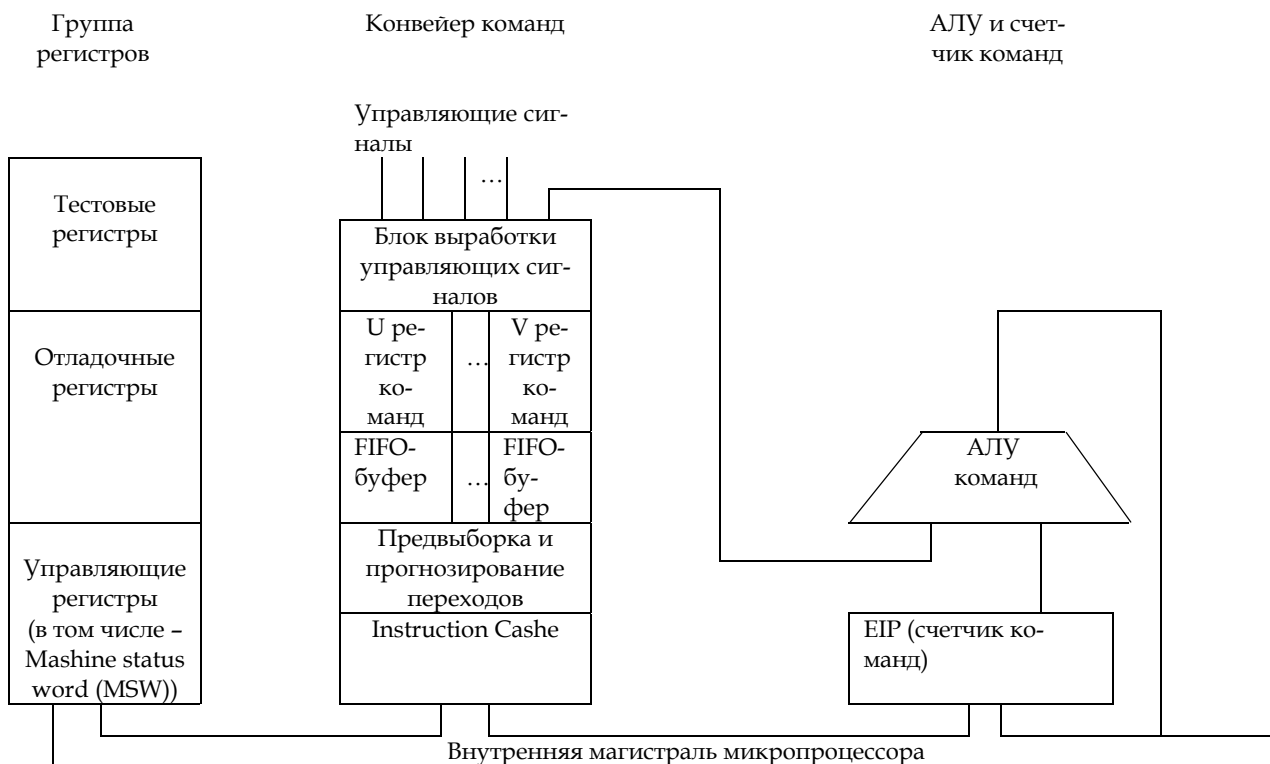 Группа
регистров
Конвейер команд
АЛУ и счет-
чик команд
Управляющие сиг-
налы
…
Тестовые
регистры
Отладочные
регистры
Управляющие
регистры
(в том числе –
Mashine status
word (MSW))
Блок выработки
управляющих сиг-
налов
U ре-
гистр
ко-
манд
…
V ре-
гистр
ко-
манд
FIFO-
буфер
…
FIFO-
бу-
фер
Предвыборка и
прогнозирование
переходов
Instruction Cashe
АЛУ
команд
EIP (счетчик ко-
манд)
Внутренняя магистраль микропроцессора